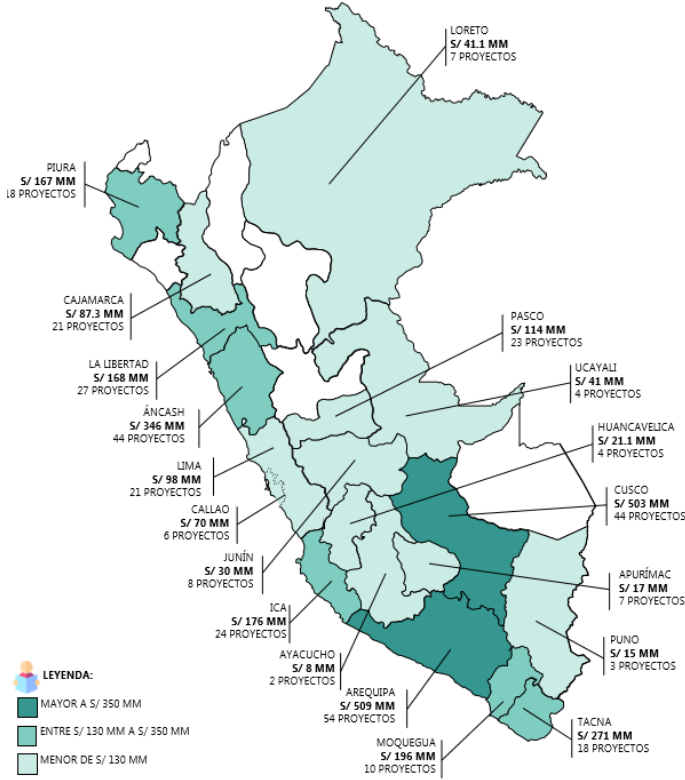 LORETO
S/ 41.1 MM
7 PROYECTOS
PIURA
S/ 167 MM
18 PROYECTOS
CAJAMARCA
S/ 87.3 MM
21 PROYECTOS
PASCO
S/ 114 MM
23 PROYECTOS
LA LIBERTAD
S/ 168 MM
27 PROYECTOS
UCAYALI
S/ 41 MM
4 PROYECTOS
ÁNCASH
S/ 346 MM
44 PROYECTOS
HUANCAVELICA
S/ 21.1 MM
4 PROYECTOS
LIMA
S/ 98 MM
21 PROYECTOS
CUSCO
S/ 503 MM
44 PROYECTOS
CALLAO
S/ 70 MM
6 PROYECTOS
JUNÍN
S/ 30 MM
8 PROYECTOS
APURÍMAC
S/ 17 MM
7 PROYECTOS
ICA
S/ 176 MM
24 PROYECTOS
PUNO
S/ 15 MM
3 PROYECTOS
AYACUCHO
S/ 8 MM
2 PROYECTOS
AREQUIPA
S/ 509 MM
54 PROYECTOS
TACNA
S/ 271 MM
18 PROYECTOS
MOQUEGUA
S/ 196 MM
10 PROYECTOS
LEYENDA:
MAYOR A S/ 350 MM
ENTRE S/ 130 MM A S/ 350 MM
MENOR DE S/ 130 MM